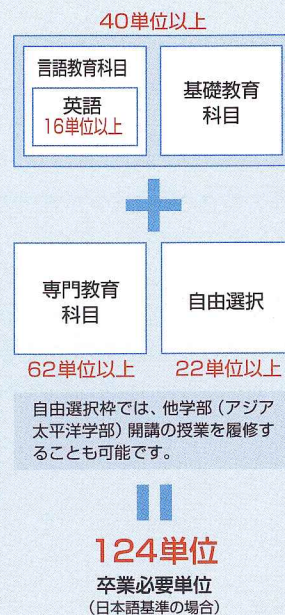 40単位以上
言語教育科目
英語
16単位以上
基礎教育
科目
専門教育
科目
自由選択
62単位以上
22単位以上
自由選択枠では、他学部(アジア
太平洋学部)開講の授業を履修す
ることも可能です。
124単位
卒業必要単位
(日本語基準の場合)